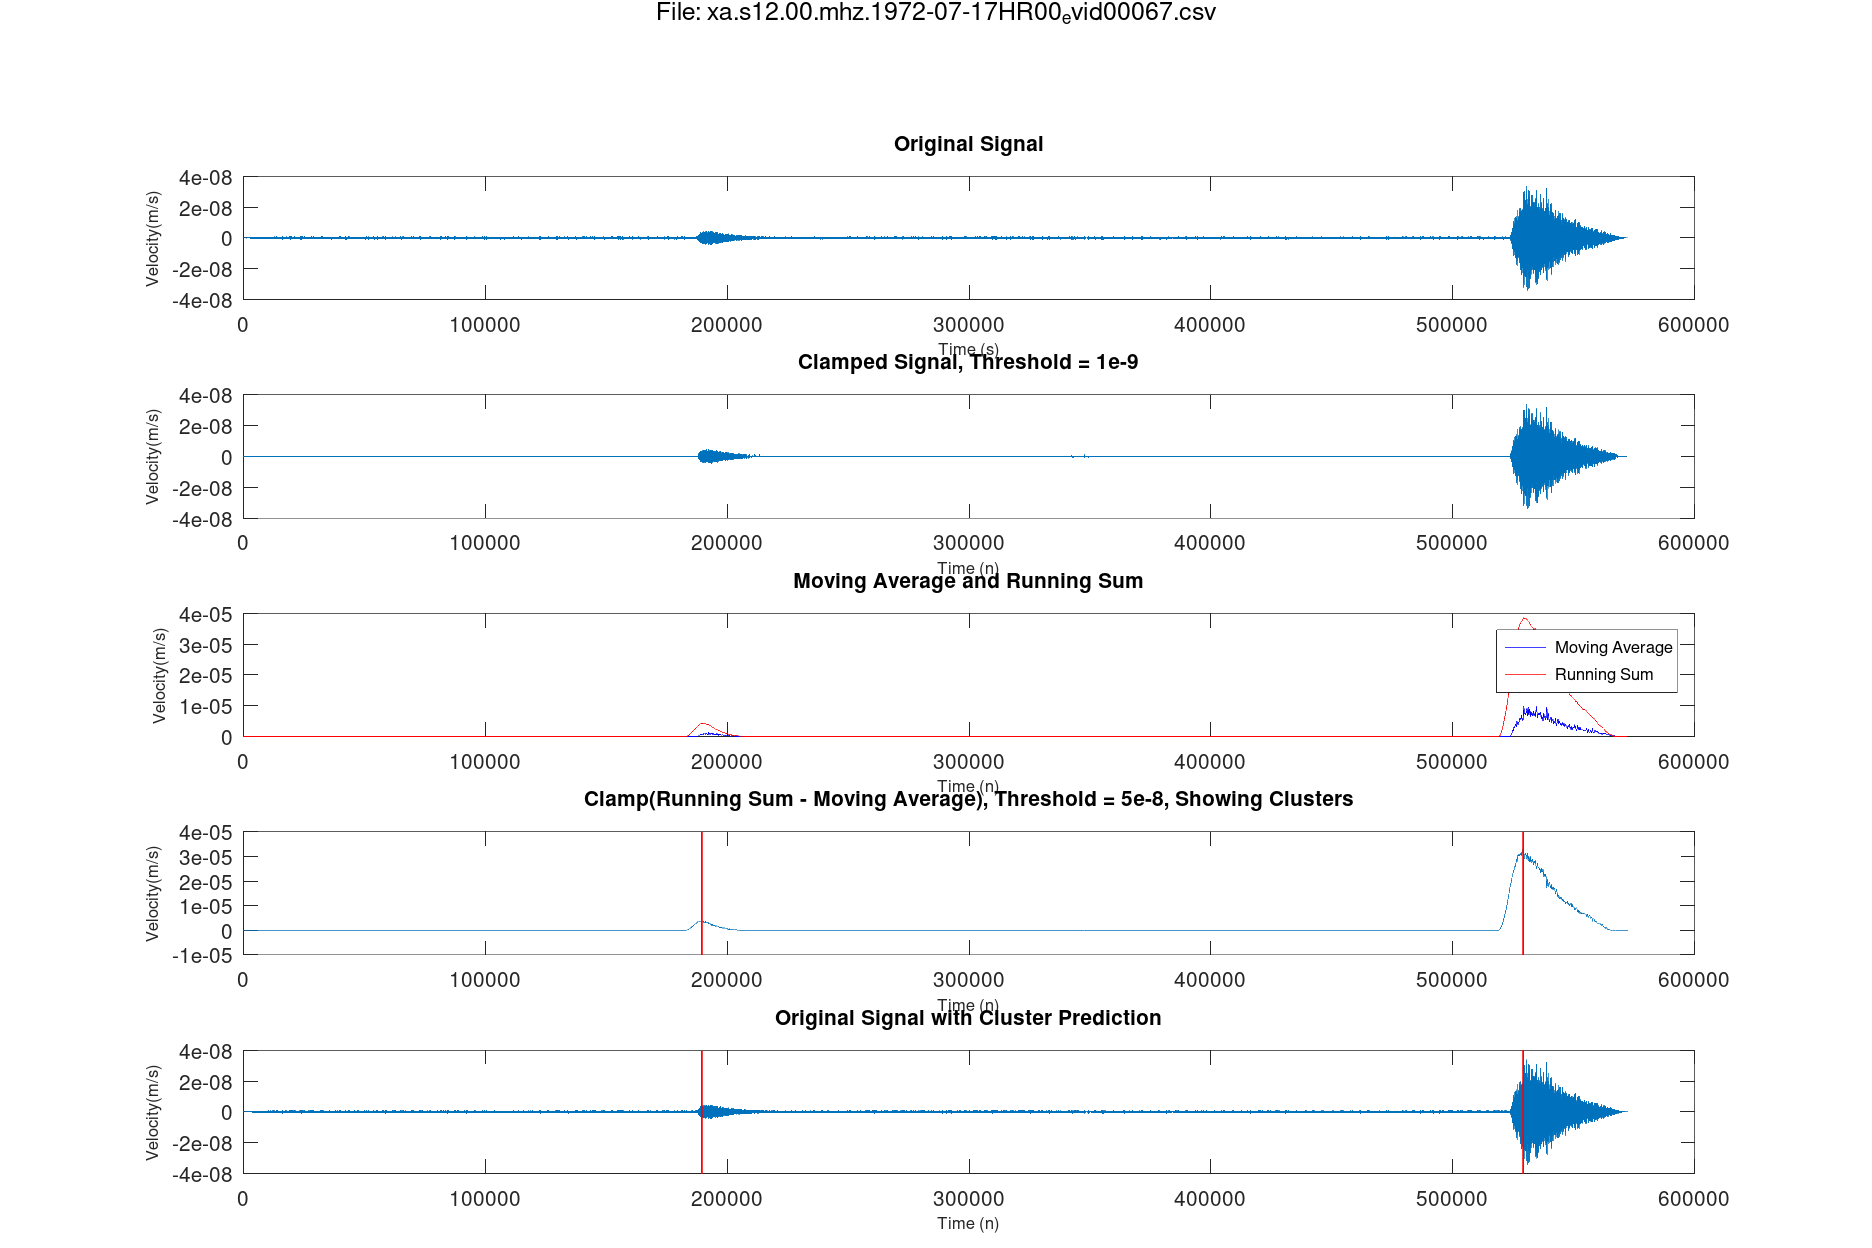 File: xa.s12.00.mhz.1972-07-17HR00evid00067.csv
Original Signal
Velocity(m/s)
4e-08
2e-08
0
-2e-08
-4e-08
0 100000 200000 300000 400000 500000 600000
Time (s)
Clamped Signal, Threshold = 1e-9
Velocity(m/s)
4e-08
2e-08
0
-2e-08
-4e-08
0 100000 200000 300000 400000 500000 600000
Time (n)
Moving Average and Running Sum
Velocity(m/s)
4e-05
3e-05
2e-05
1e-05
0
Moving Average
Running Sum
0 100000 200000 300000 400000 500000 600000
Time (n)
Clamp(Running Sum - Moving Average), Threshold = 5e-8, Showing Clusters
Velocity(m/s)
4e-05
3e-05
2e-05
1e-05
0
-1e-05
0 100000 200000 300000 400000 500000 600000
Time (n)
Original Signal with Cluster Prediction
Velocity(m/s)
4e-08
2e-08
0
-2e-08
-4e-08
0 100000 200000 300000 400000 500000 600000
Time (n)